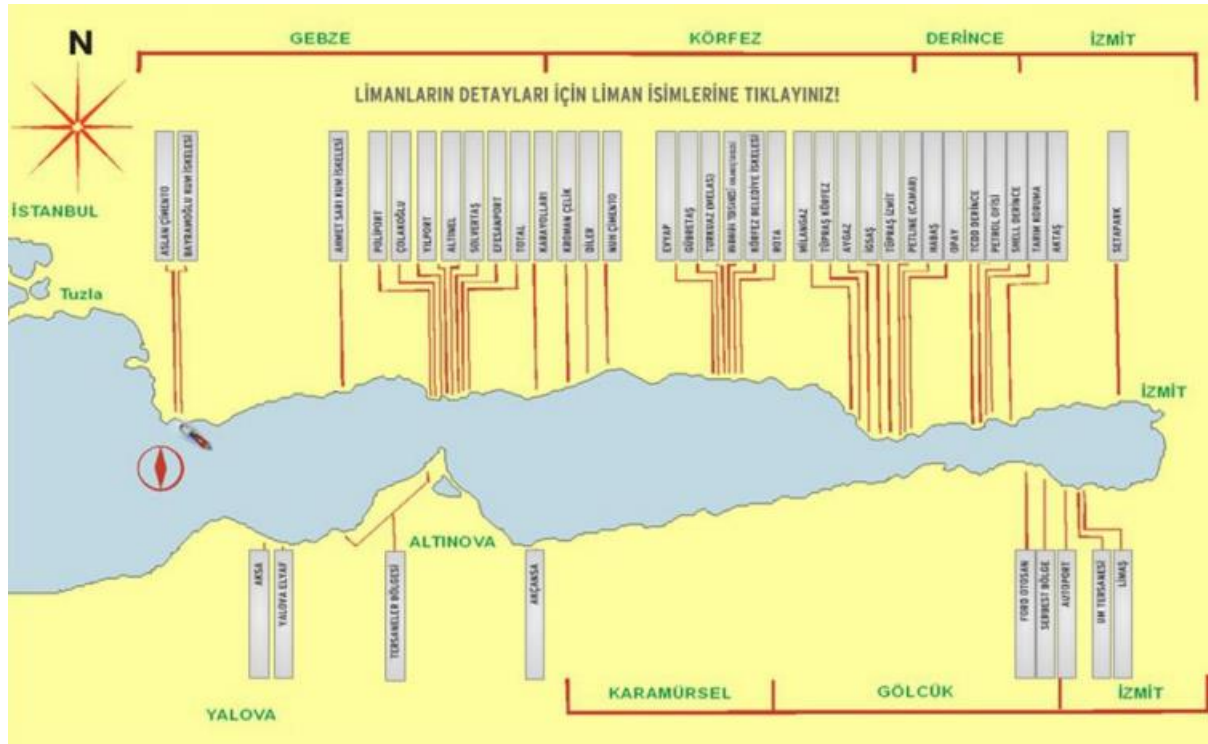 N
GEBZE
KÖRFEZ
DERİNCE
İZMİT
LİMANLARIN DETAYLARI İÇİN LİMAN İSİMLERİNE TIKLAYINIZ!
İSTANBUL
Tuzla
ASLAN ÇİMENTO
BAYRAMOĞLU KUM İSKELESİ
AHMET SARI KUM İSKELESİ
POLİPORT
ÇOLAKOĞLU
YILPORT
ALTINEL
SOLVENTAŞ
EFESANPORT
TOTAL
KARAYOLLARI
KROMAN ÇELİK
DİLER
NUH ÇİMENTO
EVYAP
GÜBRETAŞ
TURKUAZ (MELAS)
KÖRFEZ BELEDİYE İSKELESİ
ROTA
MİLANGAZ
TÜPRAŞ KÖRFEZ
AYGAZ
IGSAŞ
TÜPRAŞ İZMİT
PETLINE (CAMAR)
HABAŞ
OPAY
TCDD DERİNCE
PETROL OFİSİ
SHELL DERİNCE
TARIM KORUMA
AKTAŞ
SETAPARK
İZMİT
ALTINOVA
AKSA
YALOVA ELYAF
TERSANELER BÖLGESİ
AKÇANSA
FORD OTOSAN
SERBEST BÖLGE
AUTOPORT
UM TERSANESİ
LİMAŞ
YALOVA
KARAMÜRSEL
GÖLCÜK
İZMİT